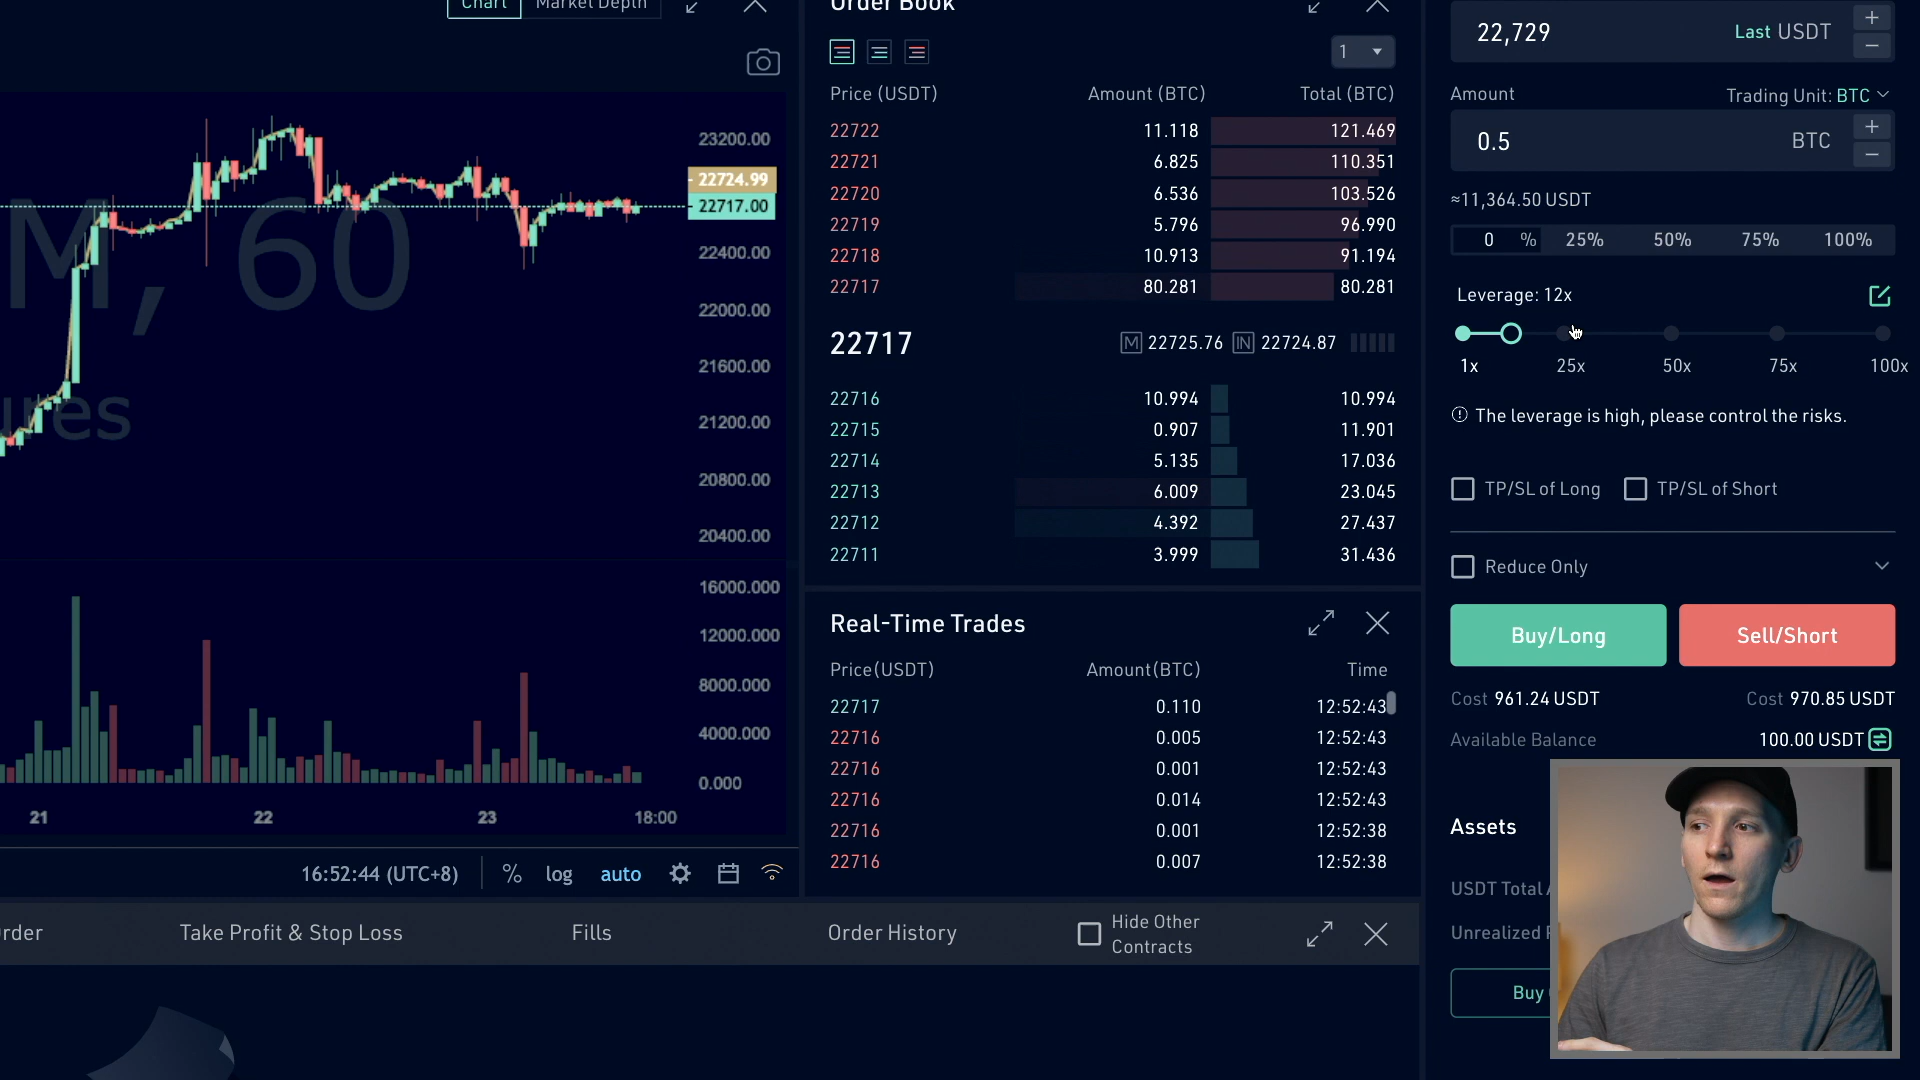 Chart Market Depth
M, 60
ures
23200.00
22724.99
22717.00
22400.00
22000.00
21600.00
21200.00
20800.00
20400.00
16000.000
12000.000
8000.000
4000.000
0.000
21 22 23 18:00
16:52:44 (UTC+8) % log auto
Order Book
1
Price (USDT) Amount (BTC) Total (BTC)
22722 11.118 121.469
22721 6.825 110.351
22720 6.536 103.526
22719 5.796 96.990
22718 10.913 91.194
22717 80.281 80.281
22717 M 22725.76 IN 22724.87
22716 10.994 10.994
22715 0.907 11.901
22714 5.135 17.036
22713 6.009 23.045
22712 4.392 27.437
22711 3.999 31.436
Real-Time Trades
Price(USDT) Amount(BTC) Time
22717 0.110 12:52:43
22716 0.005 12:52:43
22716 0.001 12:52:43
22716 0.014 12:52:43
22716 0.001 12:52:38
22716 0.007 12:52:38
rder Take Profit & Stop Loss Fills Order History Hide Other
Contracts
22,729 Last USDT
Amount Trading Unit: BTC
0.5 BTC
≈11,364.50 USDT
0 % 25% 50% 75% 100%
Leverage: 12x
1x 25x 50x 75x 100x
The leverage is high, please control the risks.
TP/SL of Long TP/SL of Short
Reduce Only
Buy/Long Sell/Short
Cost 961.24 USDT Cost 970.85 USDT
Available Balance 100.00 USDT
Assets
USDT Total
Unrealized
Buy